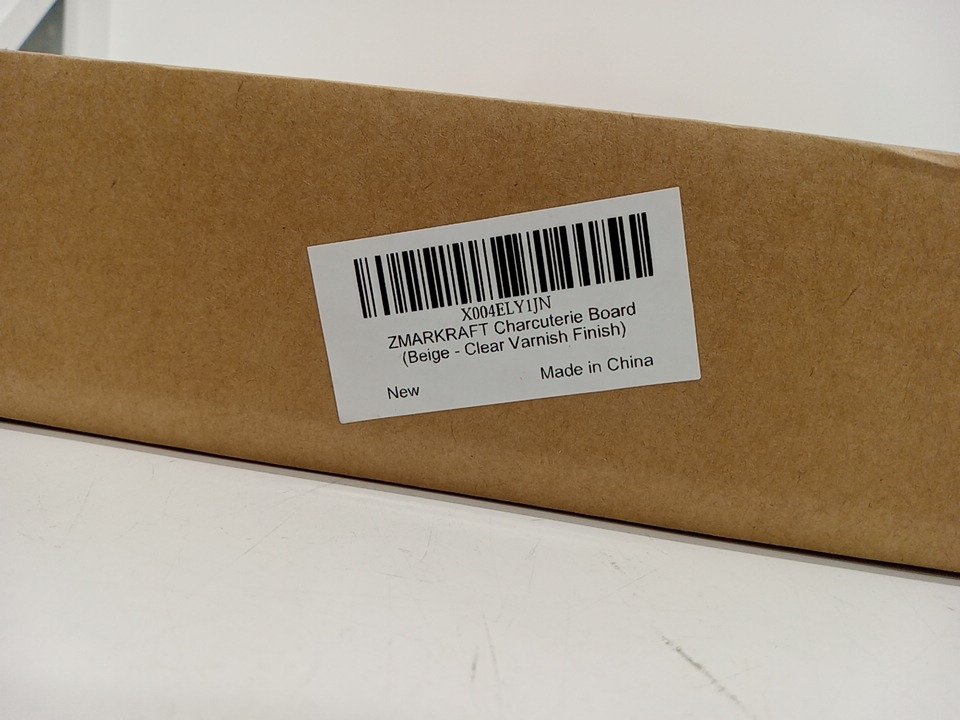 X004ELY1JN
ZMARKRAFT Charcuterie Board
(Beige - Clear Varnish Finish)
New
Made in China